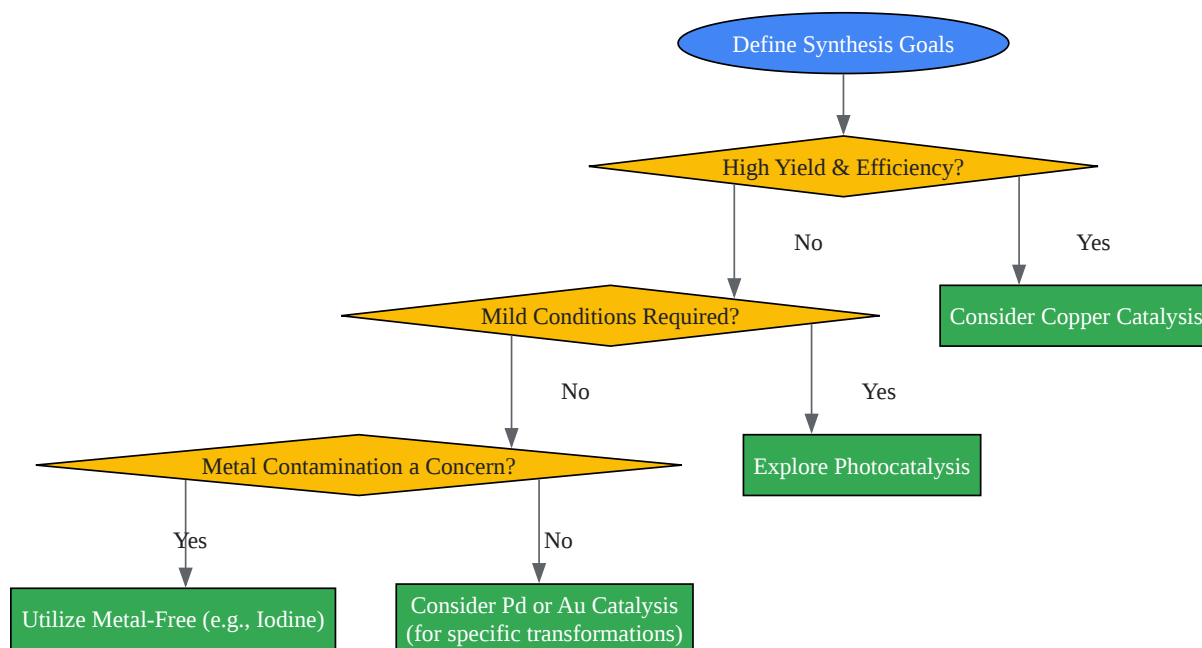 Define Synthesis Goals
High Yield & Efficiency?
No
Yes
Mild Conditions Required?
Consider Copper Catalysis
No
Yes
Metal Contamination a Concern?
Explore Photocatalysis
Yes
No
Utilize Metal-Free (e.g., Iodine)
Consider Pd or Au Catalysis
(for specific transformations)